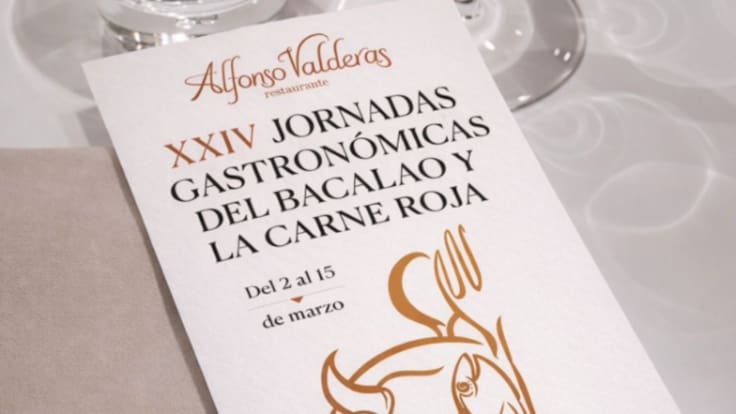 Alfonso Valderas
restaurante
XXIV JORNADAS
GASTRONÓMICAS
DEL BACALAO Y
LA CARNE ROJA
Del 2 al 15
de marzo